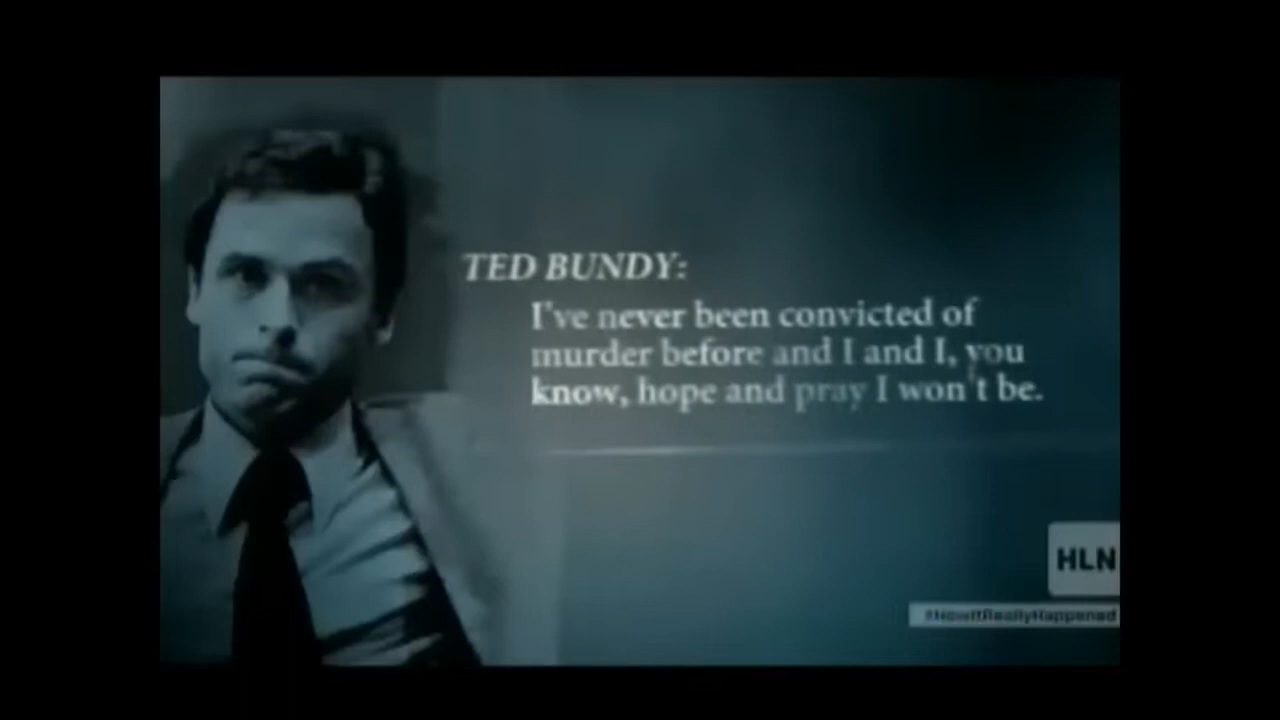 TED BUNDY:
I've never been convicted of
murder before and I and I, you
know, hope and pray I won't be.
HLN
#HowItReallyHappened